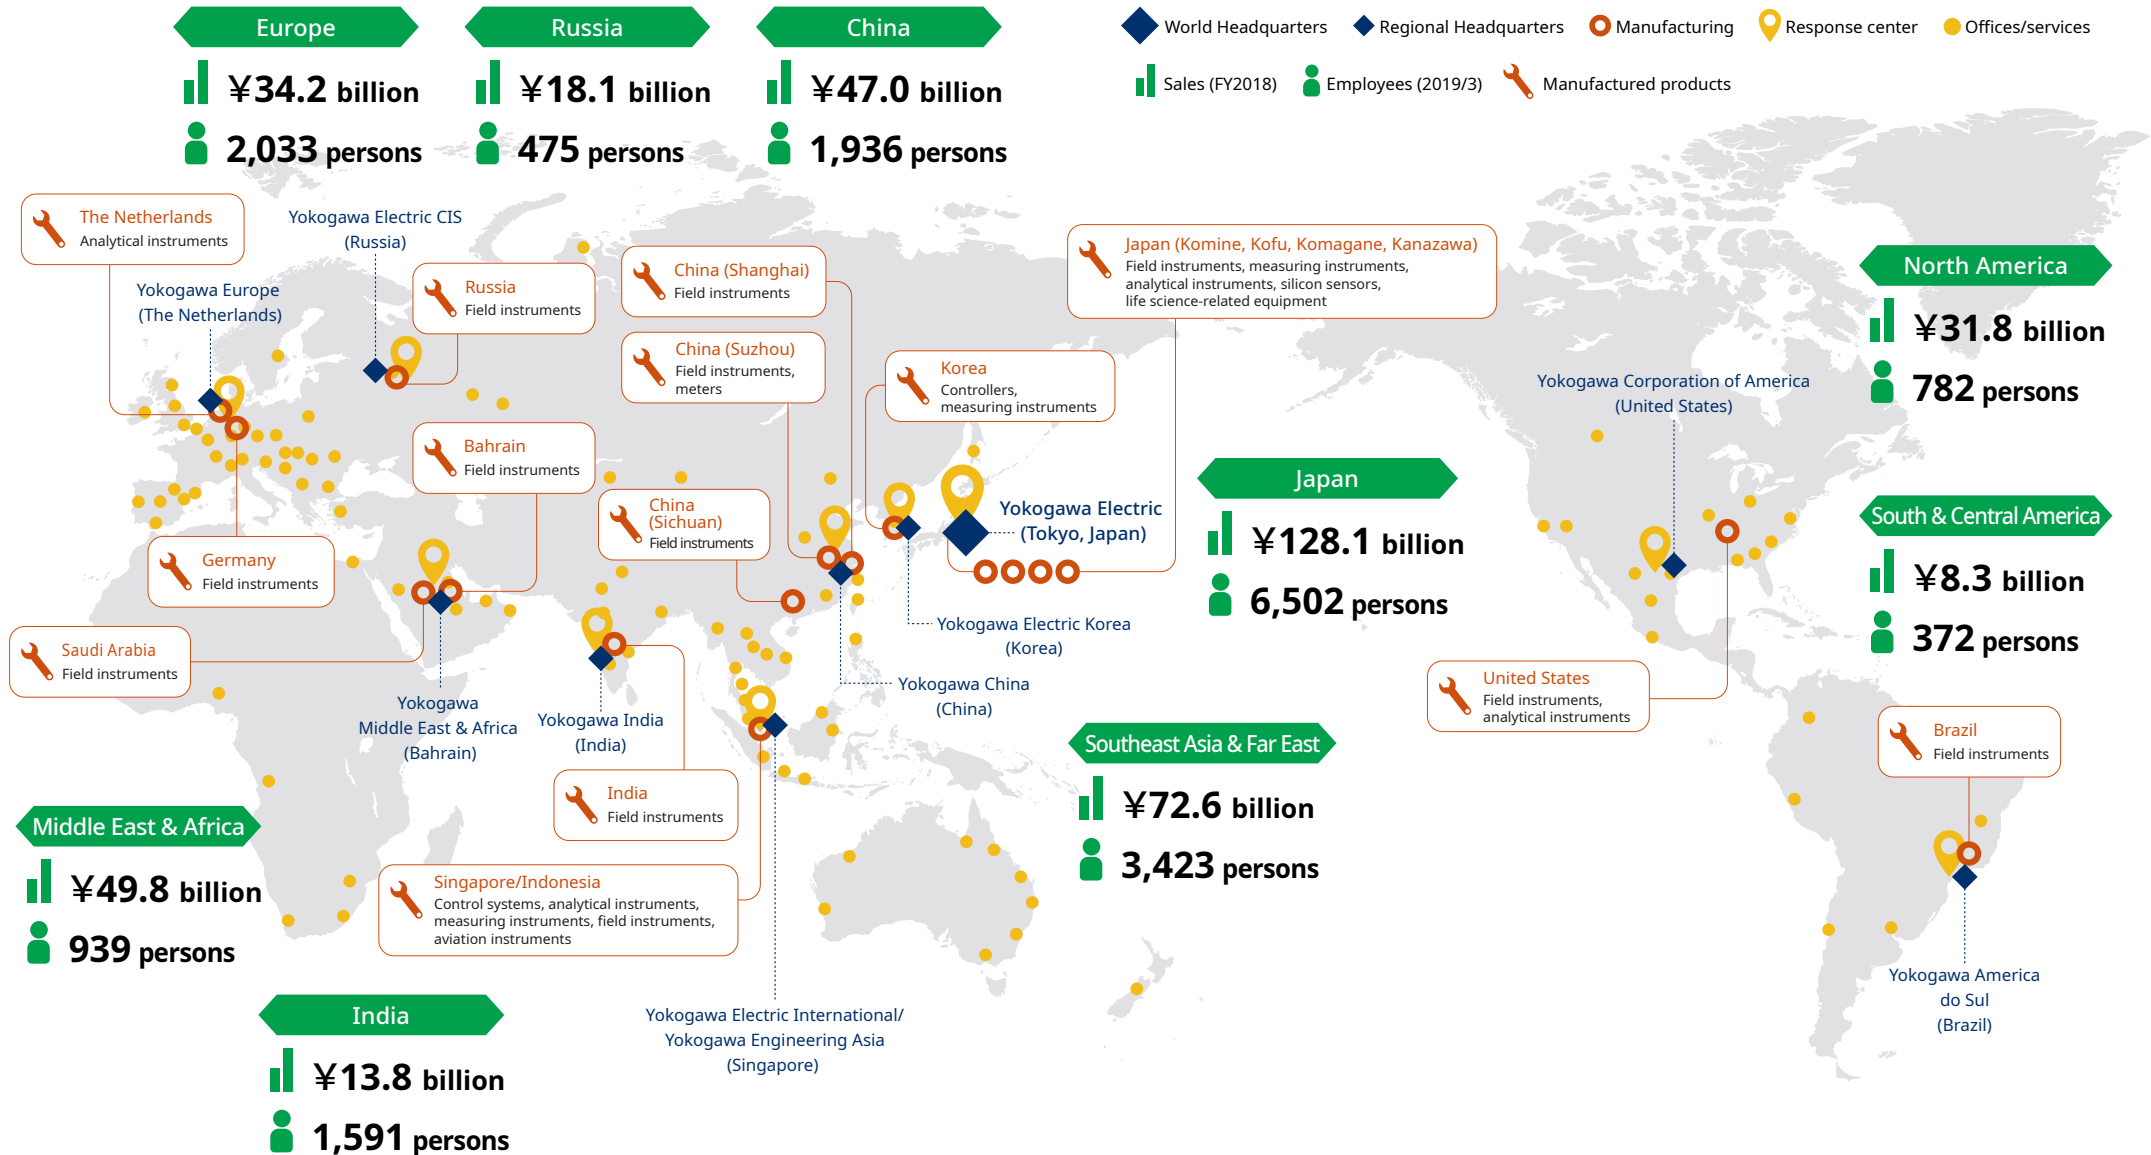 Europe
¥34.2 billion
2,033 persons
Russia
¥18.1 billion
475 persons
China
¥47.0 billion
1,936 persons
World Headquarters
Regional Headquarters
Manufacturing
Response center
Offices/services
Sales (FY2018)
Employees (2019/3)
Manufactured products
The Netherlands
Analytical instruments
Yokogawa Electric CIS
(Russia)
Yokogawa Europe
(The Netherlands)
Russia
Field instruments
China (Shanghai)
Field instruments
China (Suzhou)
Field instruments,
meters
Japan (Komine, Kofu, Komagane, Kanazawa)
Field instruments, measuring instruments,
analytical instruments, silicon sensors,
life science-related equipment
Korea
Controllers,
measuring instruments
North America
¥31.8 billion
782 persons
Yokogawa Corporation of America
(United States)
Bahrain
Field instruments
China
(Sichuan)
Field instruments
Yokogawa Electric
(Tokyo, Japan)
Japan
¥128.1 billion
6,502 persons
South & Central America
¥8.3 billion
372 persons
Germany
Field instruments
Saudi Arabia
Field instruments
Yokogawa Electric Korea
(Korea)
Yokogawa China
(China)
Yokogawa
Middle East & Africa
(Bahrain)
Yokogawa India
(India)
United States
Field instruments,
analytical instruments
Brazil
Field instruments
Southeast Asia & Far East
¥72.6 billion
3,423 persons
India
Field instruments
Middle East & Africa
¥49.8 billion
939 persons
Singapore/Indonesia
Control systems, analytical instruments,
measuring instruments, field instruments,
aviation instruments
Yokogawa America
do Sul
(Brazil)
India
¥13.8 billion
1,591 persons
Yokogawa Electric International/
Yokogawa Engineering Asia
(Singapore)